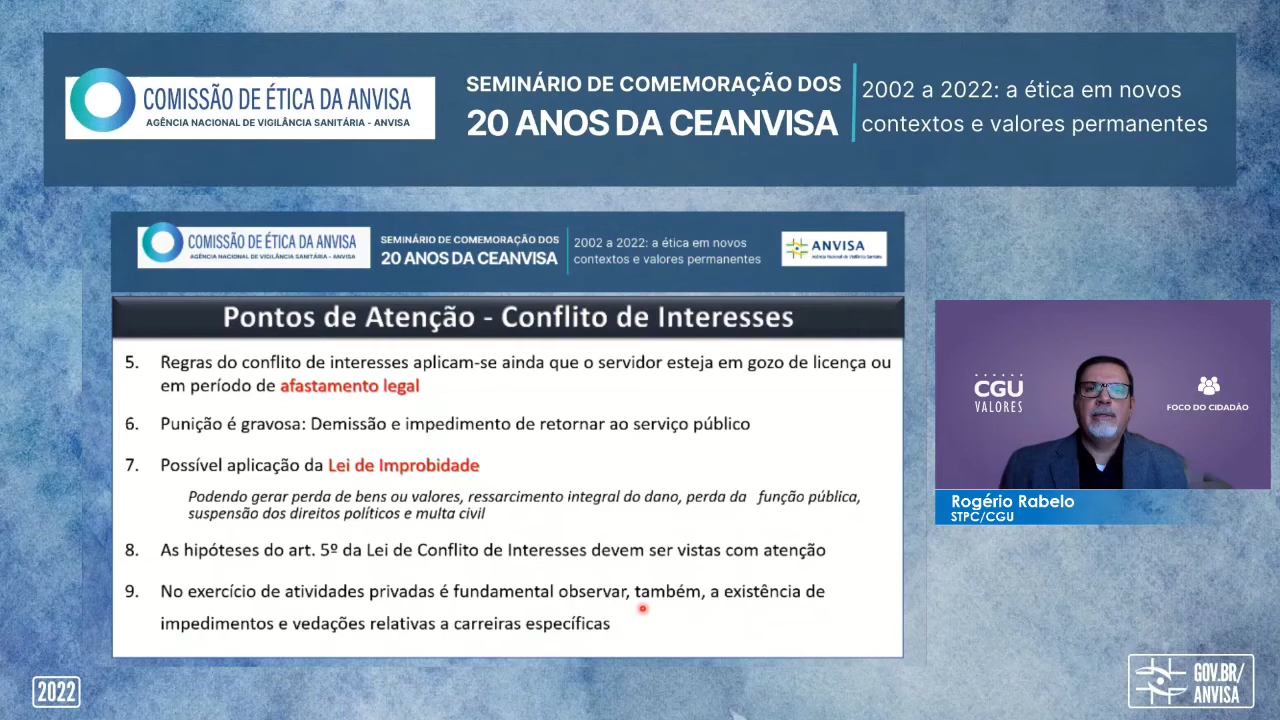 COMISSÃO DE ÉTICA DA ANVISA
AGÊNCIA NACIONAL DE VIGILÂNCIA SANITÁRIA - ANVISA
SEMINÁRIO DE COMEMORAÇÃO DOS
20 ANOS DA CEANVISA
2002 a 2022: a ética em novos
contextos e valores permanentes
COMISSÃO DE ÉTICA DA ANVISA
AGÊNCIA NACIONAL DE VIGILÂNCIA SANITÁRIA - ANVISA
SEMINÁRIO DE COMEMORAÇÃO DOS
20 ANOS DA CEANVISA
2002 a 2022: a ética em novos
contextos e valores permanentes
ANVISA
Agência Nacional de Vigilância Sanitária
Pontos de Atenção - Conflito de Interesses
5. Regras do conflito de interesses aplicam-se ainda que o servidor esteja em gozo de licença ou
em período de afastamento legal
6. Punição é gravosa: Demissão e impedimento de retornar ao serviço público
7. Possível aplicação da Lei de Improbidade
Podendo gerar perda de bens ou valores, ressarcimento integral do dano, perda da função pública,
suspensão dos direitos políticos e multa civil
8. As hipóteses do art. 5º da Lei de Conflito de Interesses devem ser vistas com atenção
9. No exercício de atividades privadas é fundamental observar, também, a existência de
impedimentos e vedações relativas a carreiras específicas
CGU
VALORES
FOCO DO CIDADÃO
Rogério Rabelo
STPC/CGU
2022
GOV.BR/
ANVISA